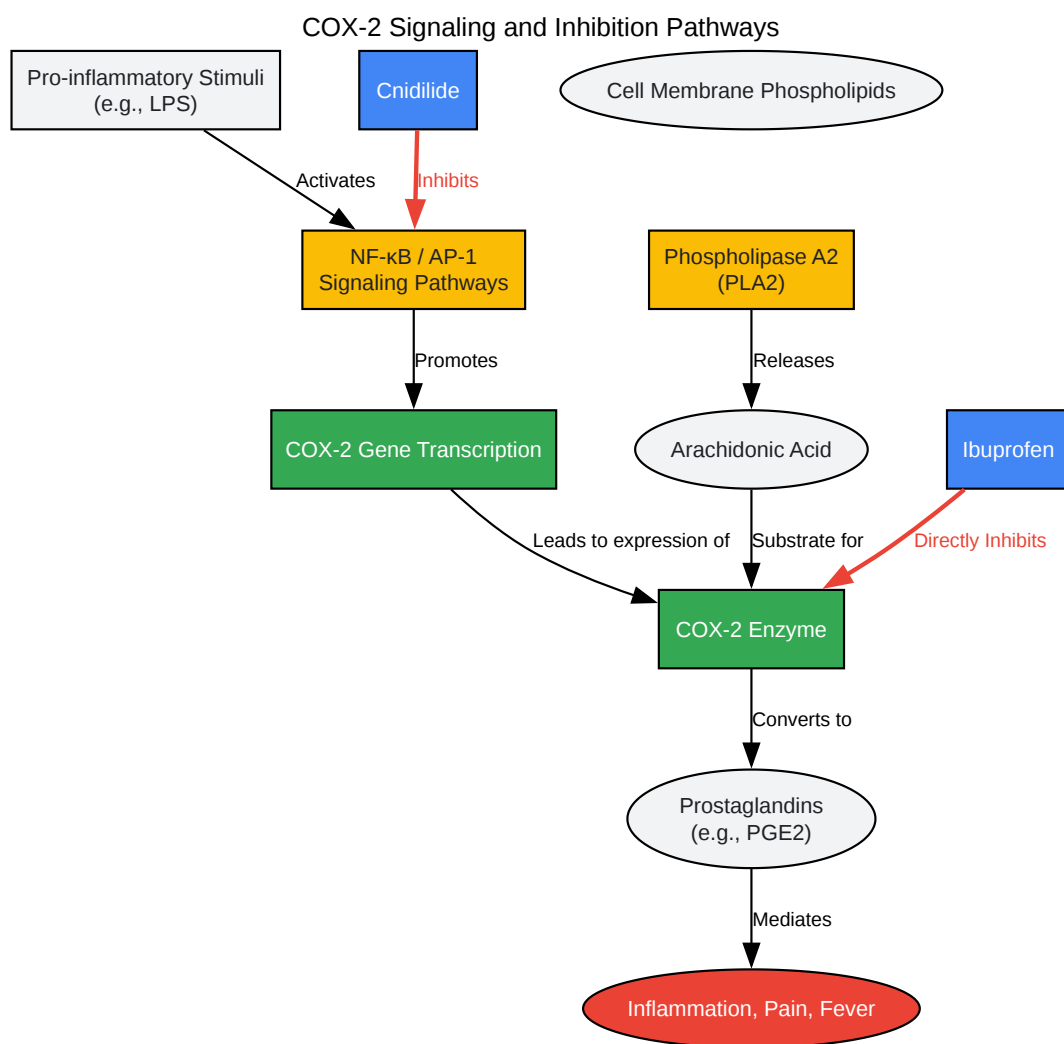 COX-2 Signaling and Inhibition Pathways
Pro-inflammatory Stimuli
(e.g., LPS)
Cnidilide
Cell Membrane Phospholipids
Activates
Inhibits
NF-κB / AP-1
Signaling Pathways
Phospholipase A2
(PLA2)
Promotes
Releases
COX-2 Gene Transcription
Arachidonic Acid
Ibuprofen
Leads to expression of
Substrate for
Directly Inhibits
COX-2 Enzyme
Converts to
Prostaglandins
(e.g., PGE2)
Mediates
Inflammation, Pain, Fever